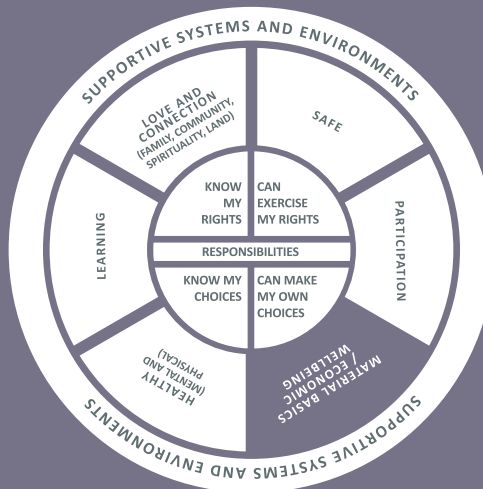 SUPPORTIVE SYSTEMS AND ENVIRONMENTS
LOVE AND
CONNECTION
(FAMILY, COMMUNITY,
SPIRITUALITY, LAND)
SAFE
LEARNING
KNOW
MY
RIGHTS
CAN
EXERCISE
MY RIGHTS
PARTICIPATION
RESPONSIBILITIES
KNOW MY
CHOICES
CAN MAKE
MY OWN
CHOICES
HEALTHY
(MENTAL AND
PHYSICAL)
MATERIAL BASICS
/ ECONOMIC
WELLBEING
SUPPORTIVE SYSTEMS AND ENVIRONMENTS